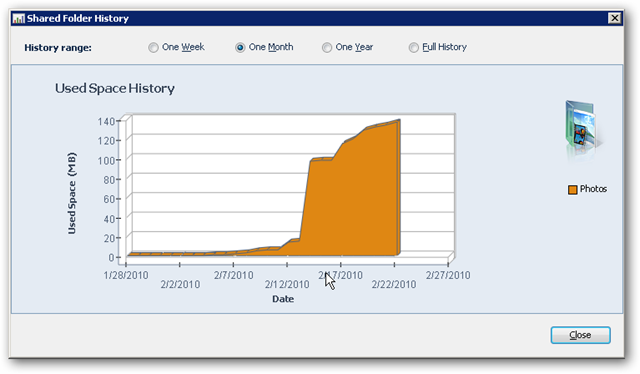 Shared Folder History
History range: One Week One Month One Year Full History
Used Space History
140
120
100
80
60
40
20
0
Used Space (MB)
Photos
1/28/2010 2/7/2010 2/17/2010 2/27/2010
2/2/2010 2/12/2010 2/22/2010
Date
Close